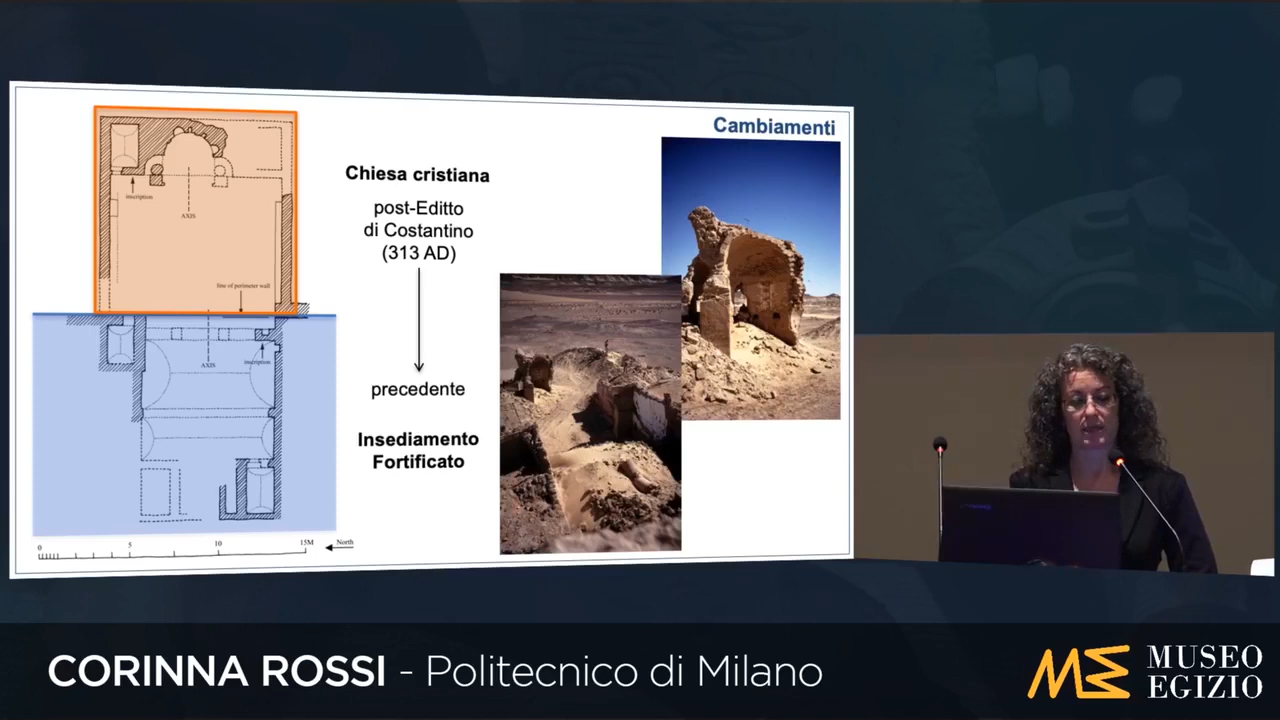 Cambiamenti
Chiesa cristiana
post-Editto
di Costantino
(313 AD)
precedente
Insediamento
Fortificato
inscription
AXIS
line of perimeter wall
AXIS
inscription
0
5
10
15M
North
CORINNA ROSSI - Politecnico di Milano
MUSEO
EGIZIO